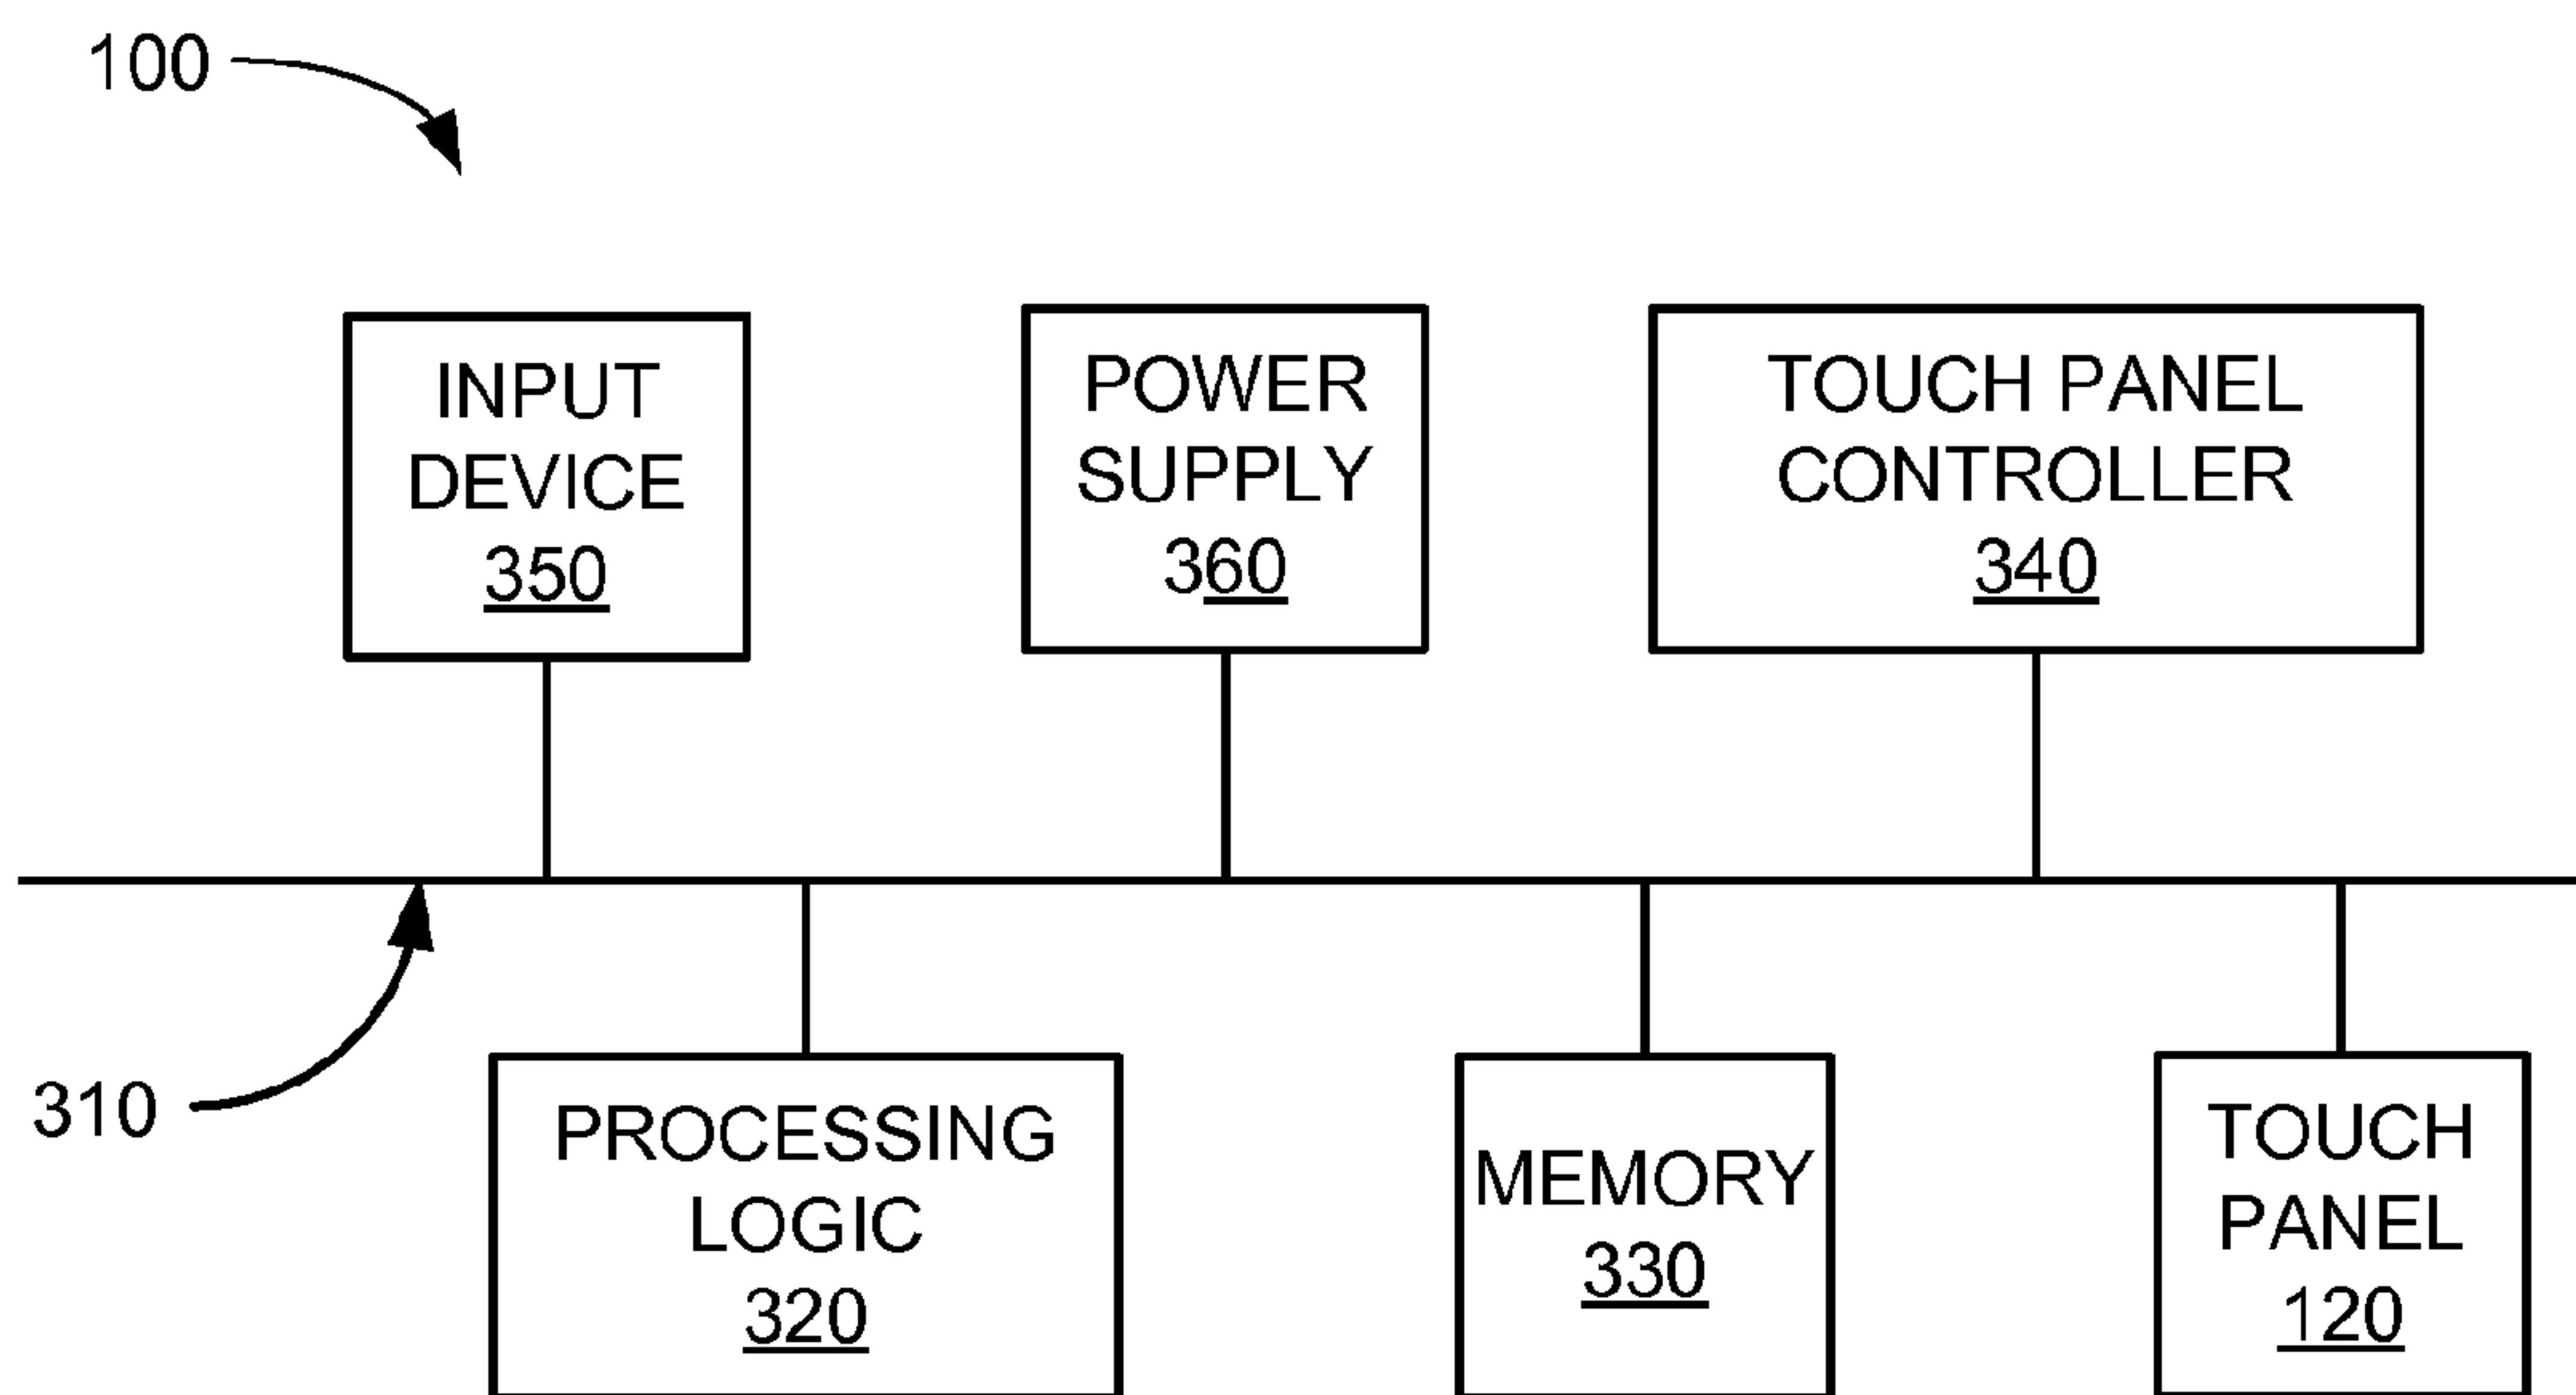 100
INPUT
DEVICE
350
POWER
SUPPLY
360
TOUCH PANEL
CONTROLLER
340
310
PROCESSING
LOGIC
320
MEMORY
330
TOUCH
PANEL
120